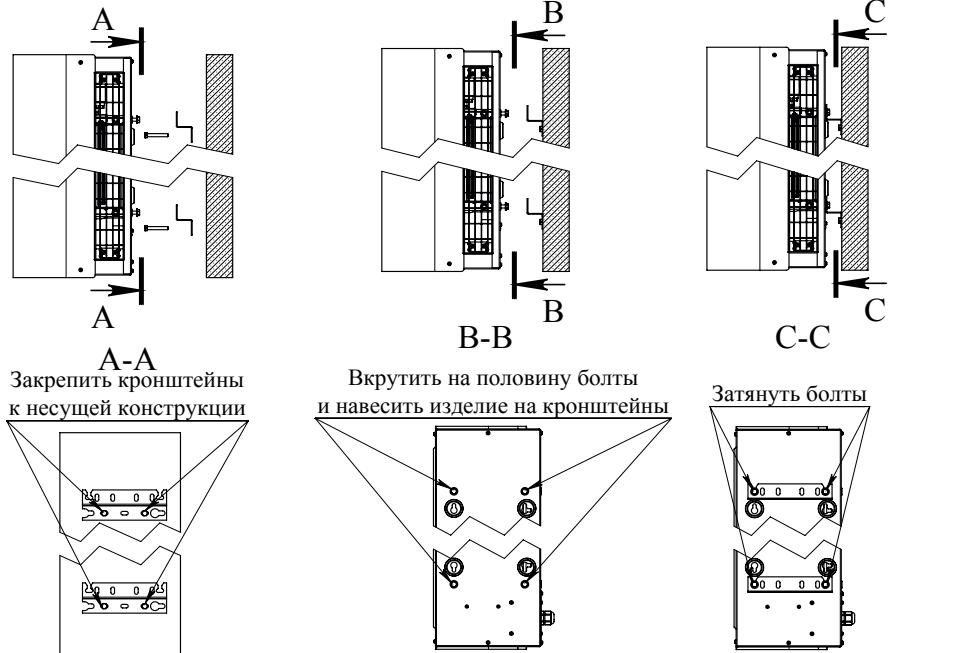 A
B
C
A
B
C
A-A
B-B
C-C
Закрепить кронштейны
к несущей конструкции
Вкрутить на половину болты
и навесить изделие на кронштейны
Затянуть болты